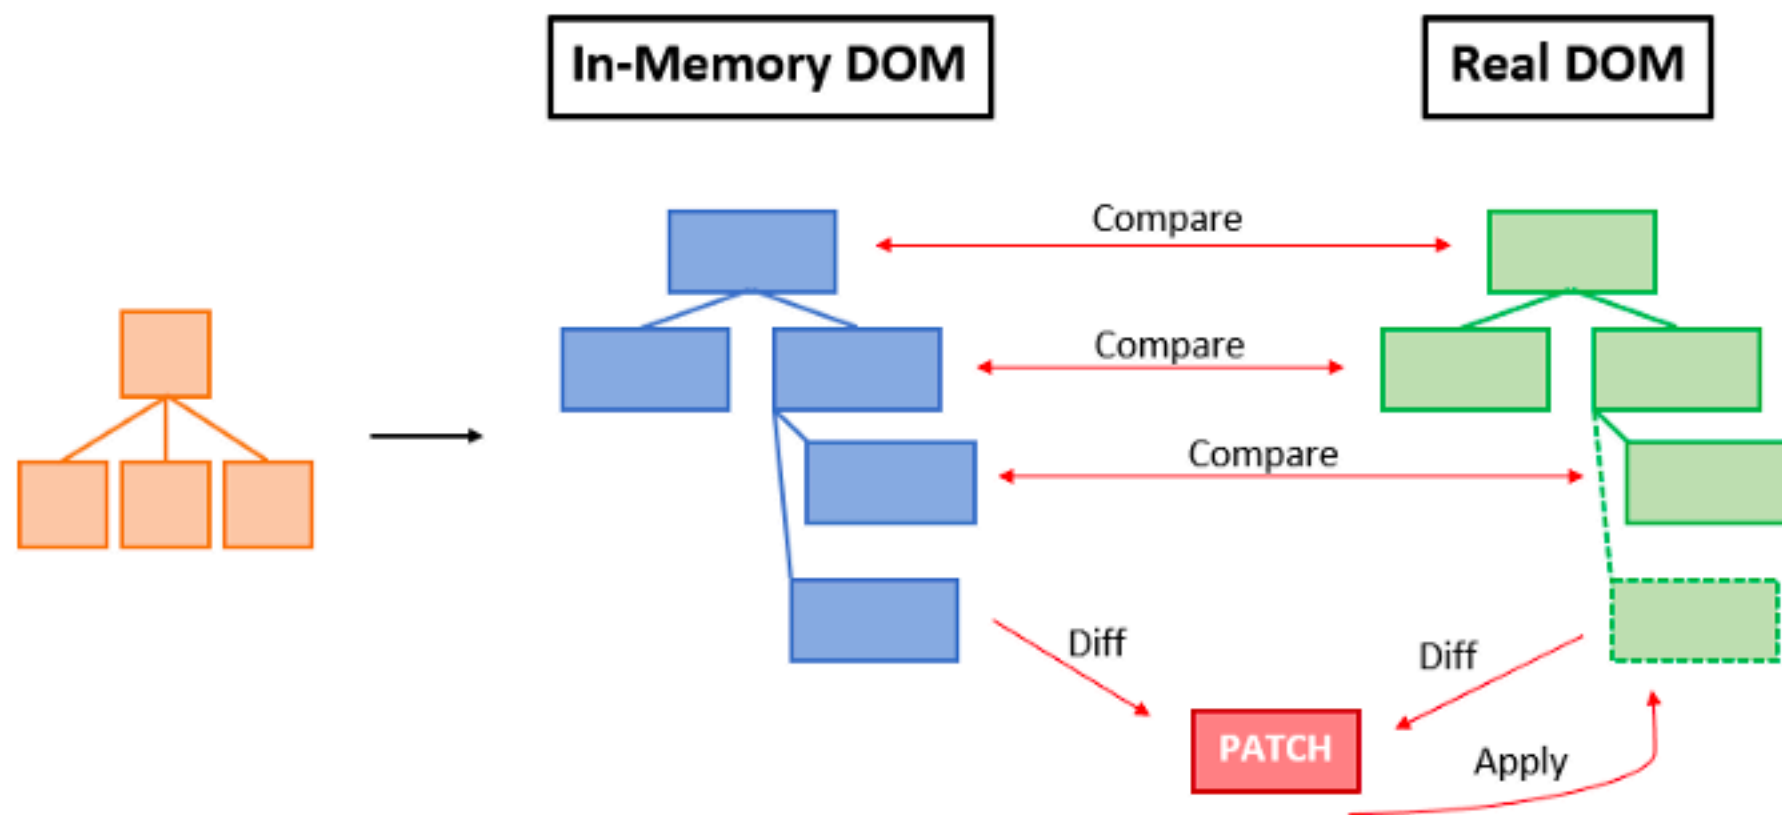 In-Memory DOM
Real DOM
Compare
Compare
Compare
Diff
Diff
PATCH
Apply